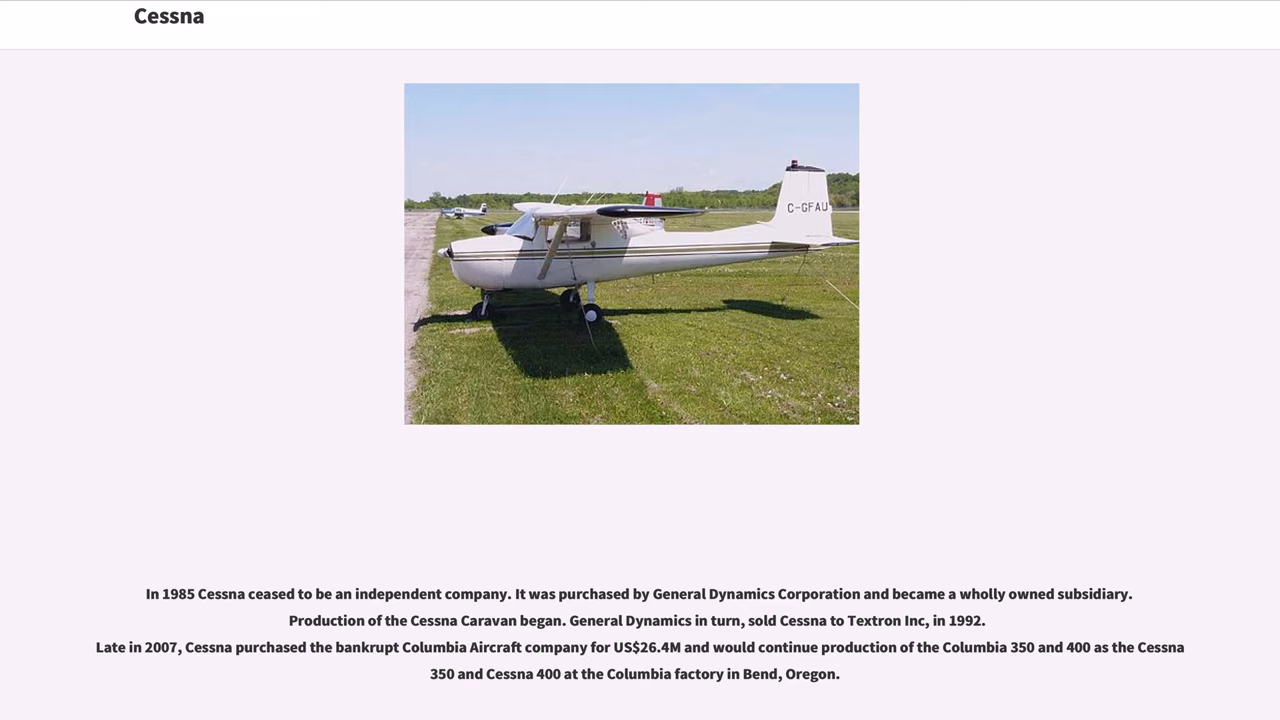 Cessna
C-GFAU
In 1985 Cessna ceased to be an independent company. It was purchased by General Dynamics Corporation and became a wholly owned subsidiary.
Production of the Cessna Caravan began. General Dynamics in turn, sold Cessna to Textron Inc, in 1992.
Late in 2007, Cessna purchased the bankrupt Columbia Aircraft company for US$26.4M and would continue production of the Columbia 350 and 400 as the Cessna
350 and Cessna 400 at the Columbia factory in Bend, Oregon.